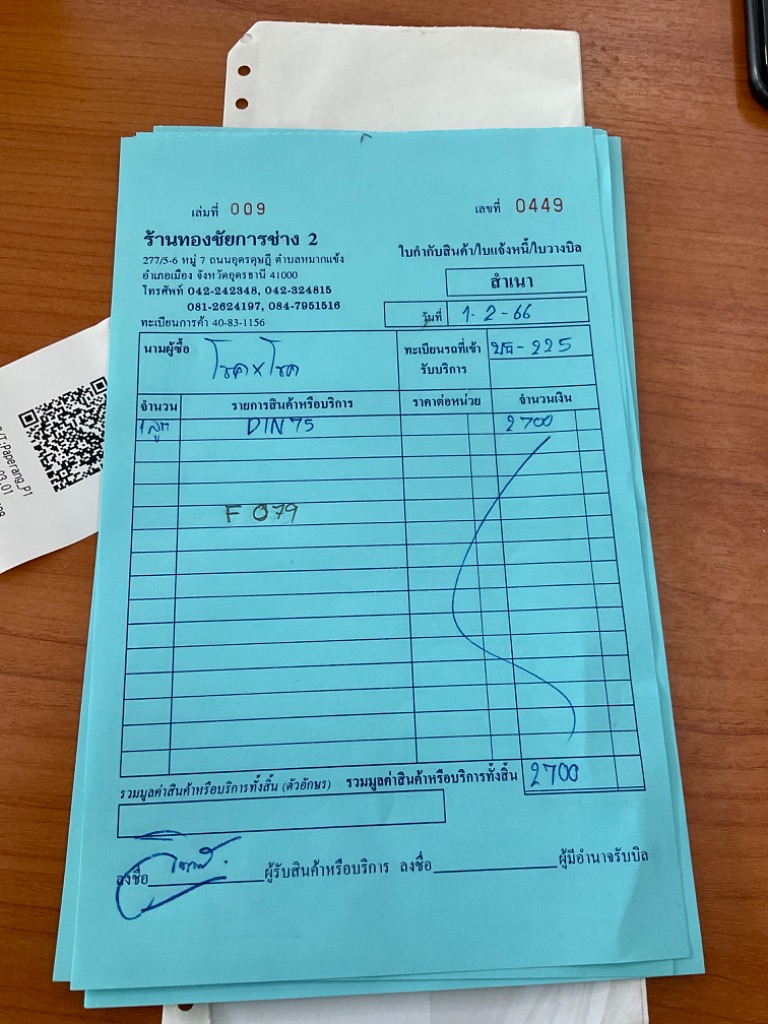 เล่มที่ 009
เลขที่ 0449
ร้านทองชัยการช่าง 2
277/5-6 หมู่ 7 ถนนอุดรดุษฎี ตำบลหมากแข้ง
อำเภอเมือง จังหวัดอุดรธานี 41000
โทรศัพท์ 042-242348, 042-324815
081-2624197, 084-7951516
ทะเบียนการค้า 40-83-1156
ใบกำกับสินค้า/ใบแจ้งหนี้/ใบวางบิล
สำเนา
วันที่ 1-2-66
นามผู้ซื้อ โชค x โชค
ทะเบียนรถที่เข้ารับบริการ 225
จำนวน รายการสินค้าหรือบริการ ราคาต่อหน่วย จำนวนเงิน
1 ลูก DIN 75 2700
F 079
รวมมูลค่าสินค้าหรือบริการทั้งสิ้น (ตัวอักษร) รวมมูลค่าสินค้าหรือบริการทั้งสิ้น 2700
ลงชื่อ ผู้รับสินค้าหรือบริการ ลงชื่อ ผู้มีอำนาจรับบิล
Paperang_P1